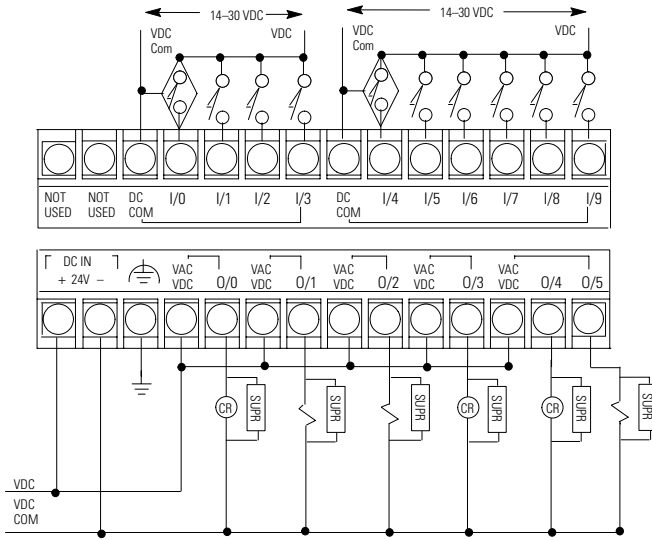 14–30 VDC
14–30 VDC
VDC
Com
VDC
VDC
Com
VDC
NOT
USED
NOT
USED
DC
COM
I/0
I/1
I/2
I/3
DC
COM
I/4
I/5
I/6
I/7
I/8
I/9
DC IN
+ 24V –
VAC
VDC
O/0
VAC
VDC
O/1
VAC
VDC
O/2
VAC
VDC
O/3
VAC
VDC
O/4
O/5
CR
SUPR
SUPR
SUPR
CR
SUPR
CR
SUPR
SUPR
VDC
VDC
COM